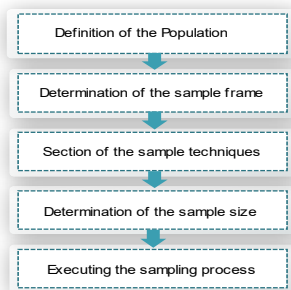 Definition of the Population
Determination of the sample frame
Section of the sample techniques
Determination of the sample size
Executing the sampling process